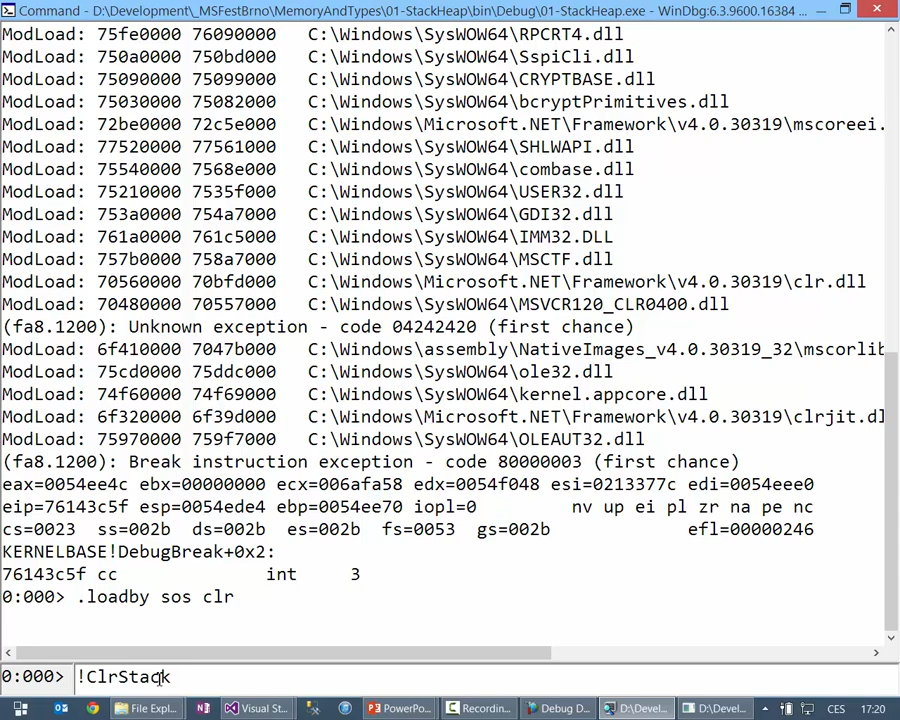 Command - D:\Development\_MSFestBrno\MemoryAndTypes\01-StackHeap\bin\Debug\01-StackHeap.exe - WinDbg:6.3.9600.16384 ...
ModLoad: 75fe0000 76090000   C:\Windows\SysWOW64\RPCRT4.dll
ModLoad: 750a0000 750bd000   C:\Windows\SysWOW64\SspiCli.dll
ModLoad: 75090000 75099000   C:\Windows\SysWOW64\CRYPTBASE.dll
ModLoad: 75030000 75082000   C:\Windows\SysWOW64\bcryptPrimitives.dll
ModLoad: 72be0000 72c5e000   C:\Windows\Microsoft.NET\Framework\v4.0.30319\mscoreei.
ModLoad: 77520000 77561000   C:\Windows\SysWOW64\SHLWAPI.dll
ModLoad: 75540000 7568e000   C:\Windows\SysWOW64\combase.dll
ModLoad: 75210000 7535f000   C:\Windows\SysWOW64\USER32.dll
ModLoad: 753a0000 754a7000   C:\Windows\SysWOW64\GDI32.dll
ModLoad: 761a0000 761c5000   C:\Windows\SysWOW64\IMM32.DLL
ModLoad: 757b0000 758a7000   C:\Windows\SysWOW64\MSCTF.dll
ModLoad: 70560000 70bfd000   C:\Windows\Microsoft.NET\Framework\v4.0.30319\clr.dll
ModLoad: 70480000 70557000   C:\Windows\SysWOW64\MSVCR120_CLR0400.dll
(fa8.1200): Unknown exception - code 04242420 (first chance)
ModLoad: 6f410000 7047b000   C:\Windows\assembly\NativeImages_v4.0.30319_32\mscorlib
ModLoad: 75cd0000 75ddc000   C:\Windows\SysWOW64\ole32.dll
ModLoad: 74f60000 74f69000   C:\Windows\SysWOW64\kernel.appcore.dll
ModLoad: 6f320000 6f39d000   C:\Windows\Microsoft.NET\Framework\v4.0.30319\clrjit.dl
ModLoad: 75970000 759f7000   C:\Windows\SysWOW64\OLEAUT32.dll
(fa8.1200): Break instruction exception - code 80000003 (first chance)
eax=0054ee4c ebx=00000000 ecx=006afa58 edx=0054f048 esi=0213377c edi=0054eee0
eip=76143c5f esp=0054ede4 ebp=0054ee70 iopl=0         nv up ei pl zr na pe nc
cs=0023  ss=002b  ds=002b  es=002b  fs=0053  gs=002b             efl=00000246
KERNELBASE!DebugBreak+0x2:
76143c5f cc              int     3
0:000> .loadby sos clr
0:000> !ClrStack
File Expl... Visual St... PowerPo... Recordin... Debug D... D:\Devel... D:\Devel... CES 17:20